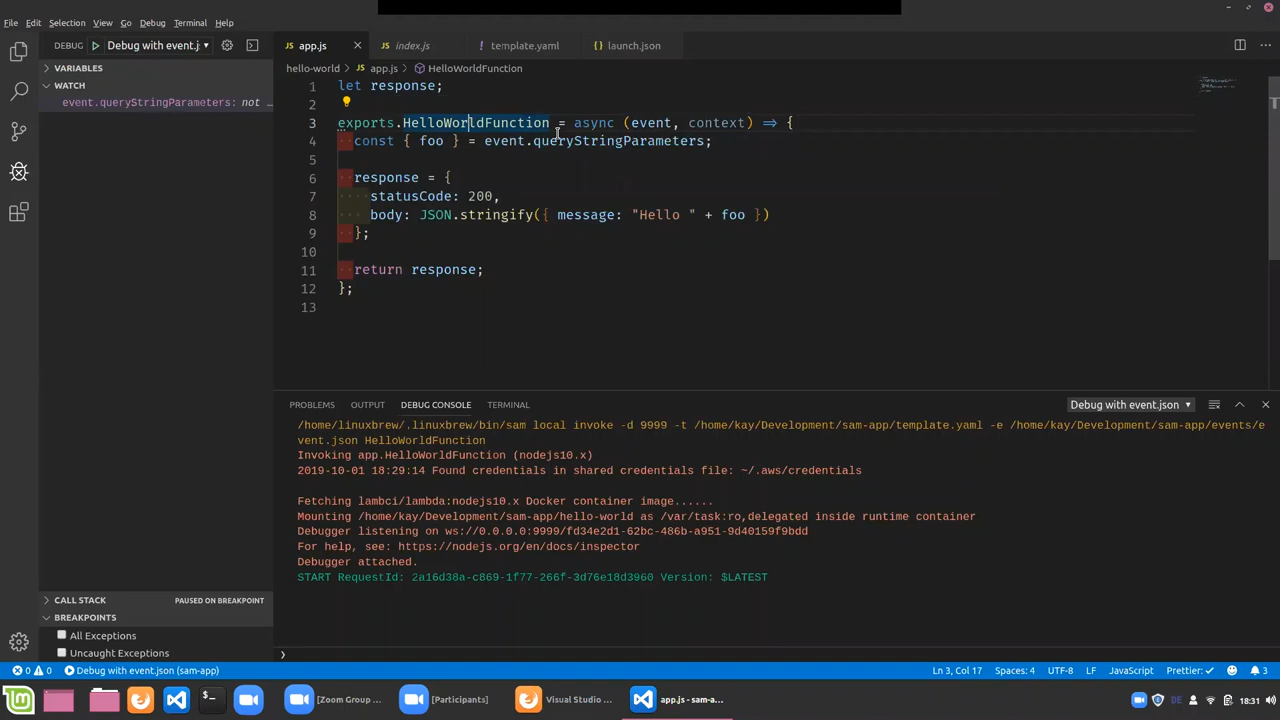 File Edit Selection View Go Debug Terminal Help
DEBUG Debug with event.j
app.js
index.js
template.yaml
launch.json
VARIABLES
WATCH
event.queryStringParameters: not …
hello-world > app.js > HelloWorldFunction
1 let response;
2
3 exports.HelloWorldFunction = async (event, context) => {
4 const { foo } = event.queryStringParameters;
5
6 response = {
7 statusCode: 200,
8 body: JSON.stringify({ message: "Hello " + foo })
9 };
10
11 return response;
12 };
13
PROBLEMS OUTPUT DEBUG CONSOLE TERMINAL
Debug with event.json
/home/linuxbrew/.linuxbrew/bin/sam local invoke -d 9999 -t /home/kay/Development/sam-app/template.yaml -e /home/kay/Development/sam-app/events/e
vent.json HelloWorldFunction
Invoking app.HelloWorldFunction (nodejs10.x)
2019-10-01 18:29:14 Found credentials in shared credentials file: ~/.aws/credentials
Fetching lambci/lambda:nodejs10.x Docker container image......
Mounting /home/kay/Development/sam-app/hello-world as /var/task:ro,delegated inside runtime container
Debugger listening on ws://0.0.0.0:9999/fd34e2d1-62bc-486b-a951-9d40159f9bdd
For help, see: https://nodejs.org/en/docs/inspector
Debugger attached.
START RequestId: 2a16d38a-c869-1f77-266f-3d76e18d3960 Version: $LATEST
CALL STACK PAUSED ON BREAKPOINT
BREAKPOINTS
All Exceptions
Uncaught Exceptions
0 0 Debug with event.json (sam-app)
Ln 3, Col 17 Spaces: 4 UTF-8 LF JavaScript Prettier: ✓ 3
[Zoom Group ...
[Participants]
Visual Studio ...
app.js - sam-a...
DE 18:31